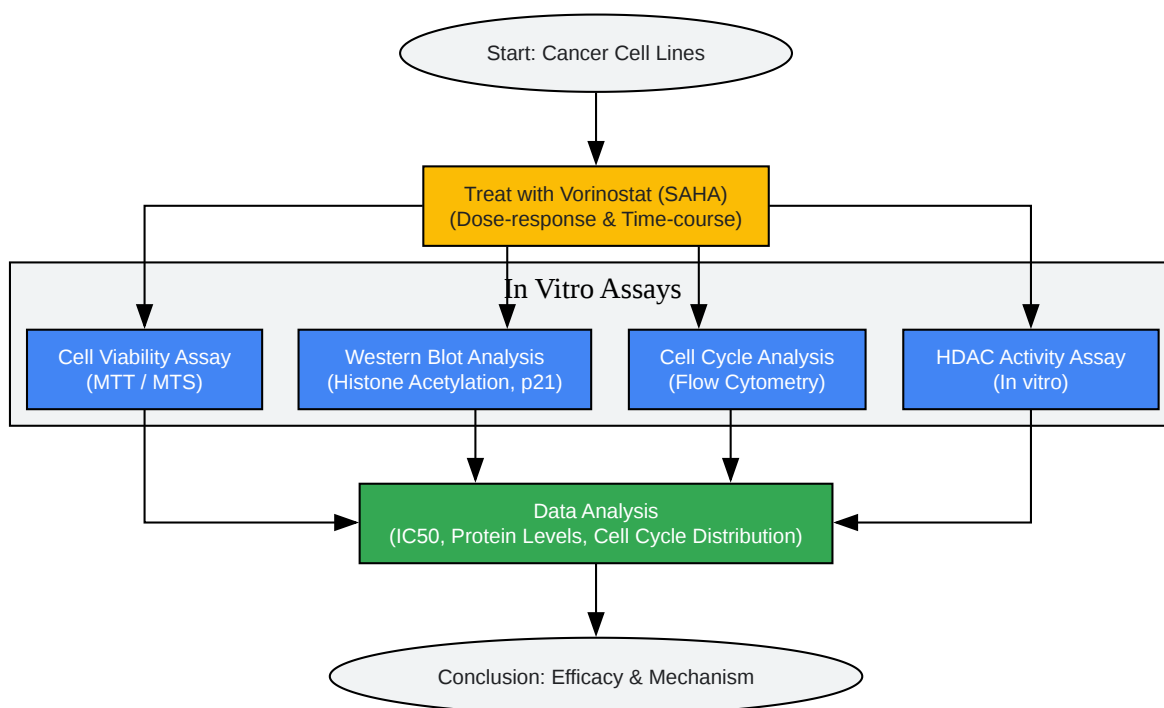 Start: Cancer Cell Lines
Treat with Vorinostat (SAHA)
(Dose-response & Time-course)
In Vitro Assays
Cell Viability Assay
(MTT / MTS)
Western Blot Analysis
(Histone Acetylation, p21)
Cell Cycle Analysis
(Flow Cytometry)
HDAC Activity Assay
(In vitro)
Data Analysis
(IC50, Protein Levels, Cell Cycle Distribution)
Conclusion: Efficacy & Mechanism